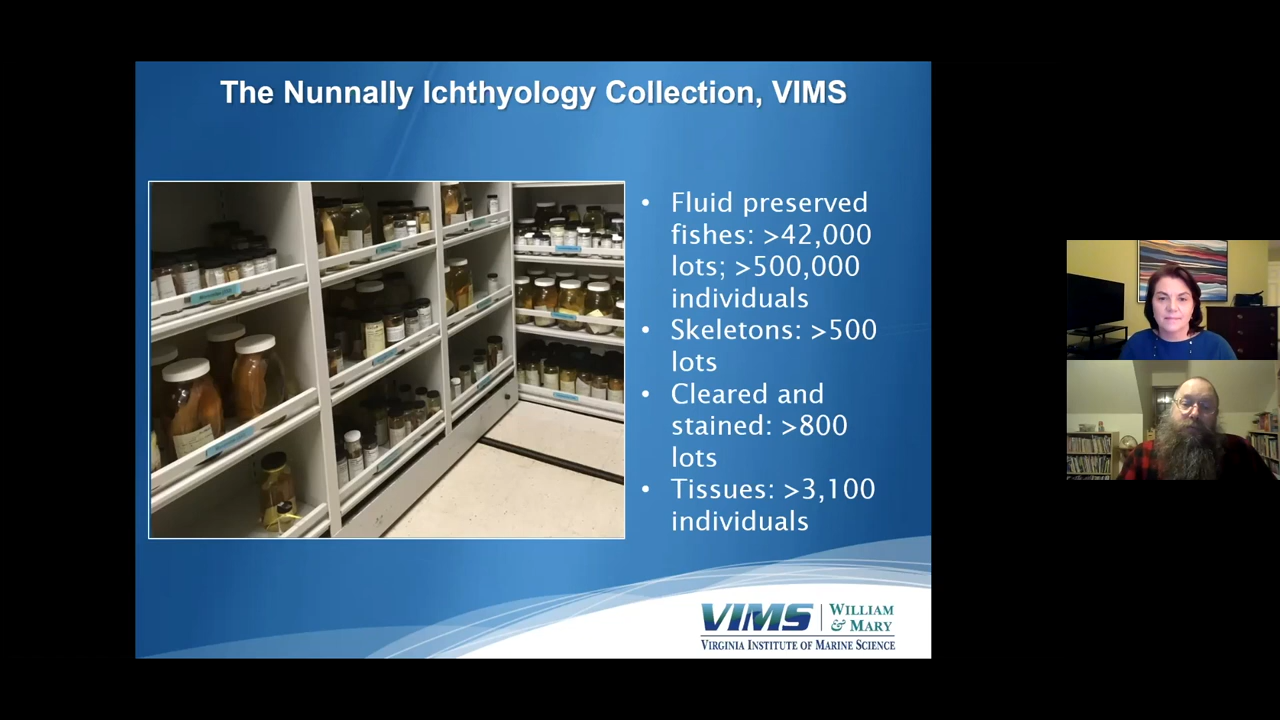 The Nunnally Ichthyology Collection, VIMS
• Fluid preserved
fishes: >42,000
lots; >500,000
individuals
• Skeletons: >500
lots
• Cleared and
stained: >800
lots
• Tissues: >3,100
individuals
VIMS | WILLIAM
& MARY
VIRGINIA INSTITUTE OF MARINE SCIENCE